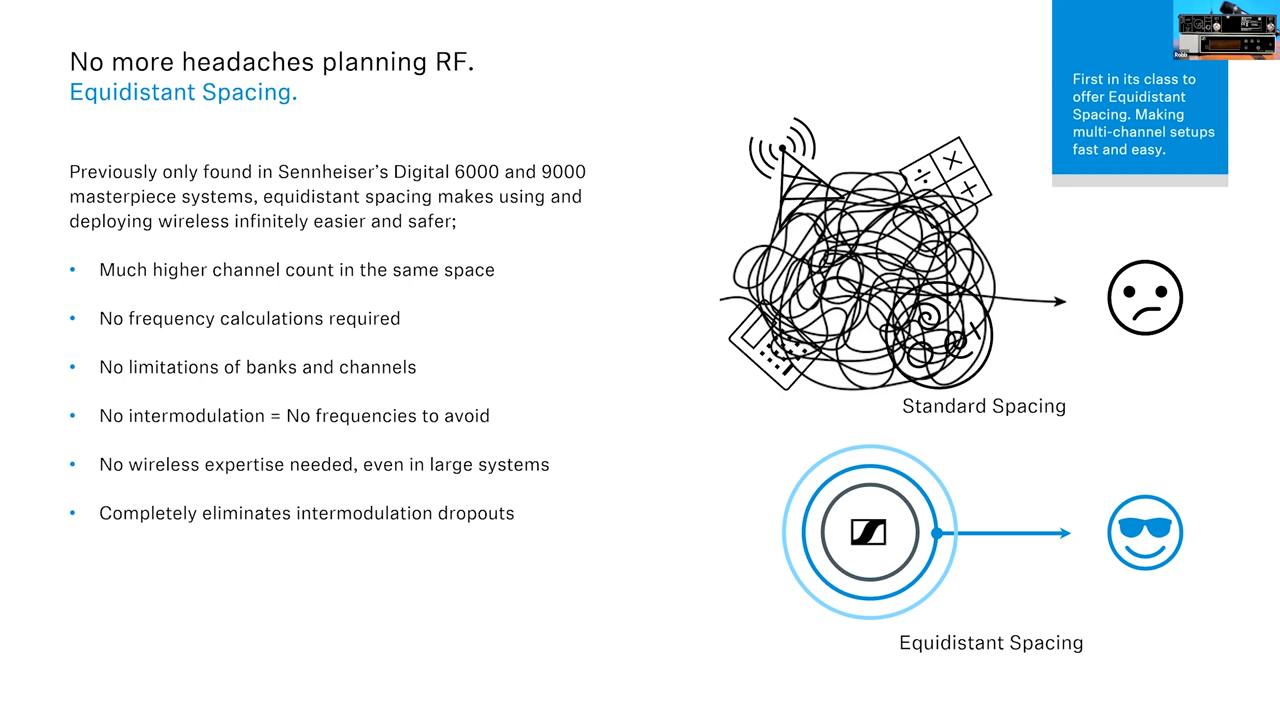 No more headaches planning RF.
Equidistant Spacing.
Previously only found in Sennheiser's Digital 6000 and 9000
masterpiece systems, equidistant spacing makes using and
deploying wireless infinitely easier and safer;
• Much higher channel count in the same space
• No frequency calculations required
• No limitations of banks and channels
• No intermodulation = No frequencies to avoid
• No wireless expertise needed, even in large systems
• Completely eliminates intermodulation dropouts
Standard Spacing
Equidistant Spacing
First in its class to
offer Equidistant
Spacing. Making
multi-channel setups
fast and easy.
Robb